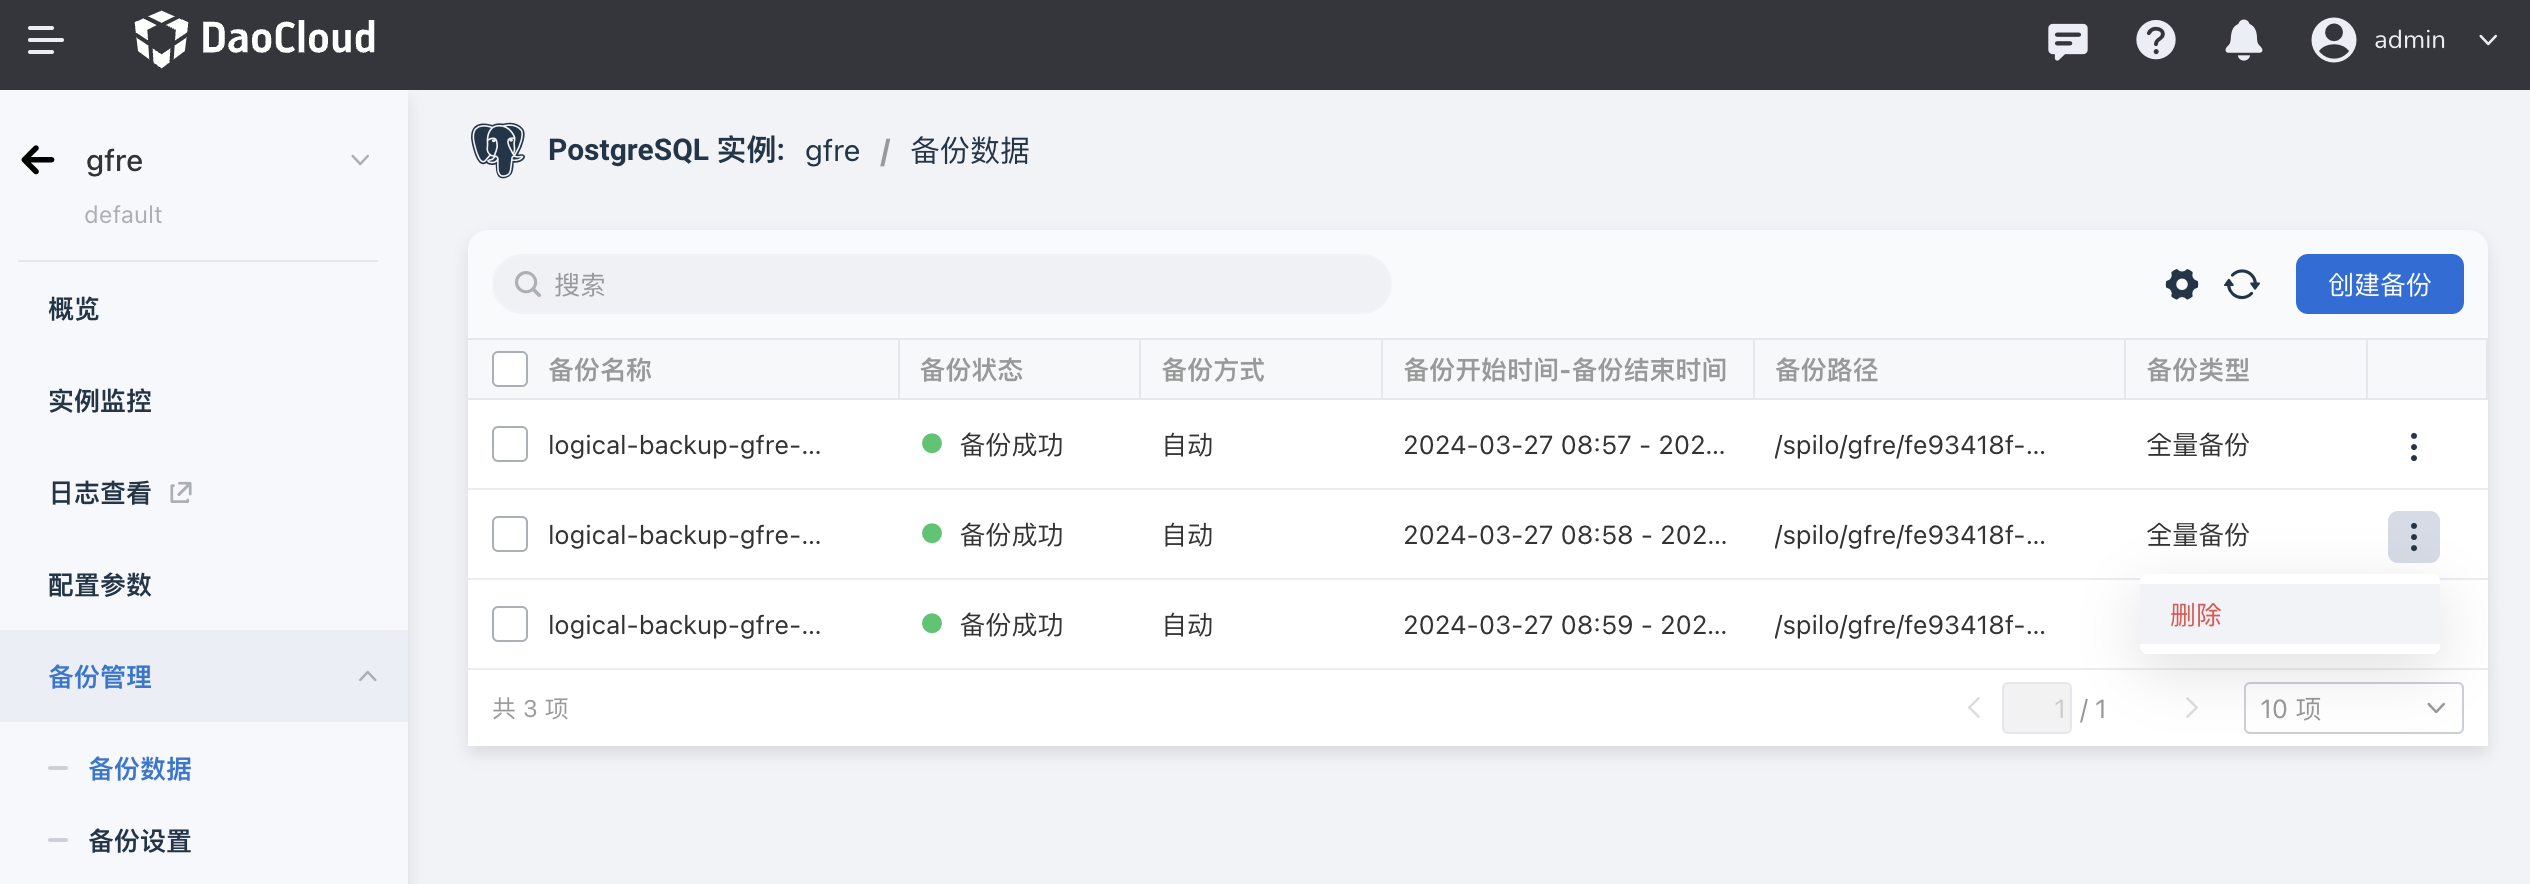 DaoCloud
admin
gfre
default
概览
实例监控
日志查看
配置参数
备份管理
备份数据
备份设置
PostgreSQL 实例: gfre / 备份数据
搜索
创建备份
备份名称 备份状态 备份方式 备份开始时间-备份结束时间 备份路径 备份类型
logical-backup-gfre-... 备份成功 自动 2024-03-27 08:57 - 202... /spilo/gfre/fe93418f-... 全量备份
logical-backup-gfre-... 备份成功 自动 2024-03-27 08:58 - 202... /spilo/gfre/fe93418f-... 全量备份
删除
logical-backup-gfre-... 备份成功 自动 2024-03-27 08:59 - 202... /spilo/gfre/fe93418f-...
共 3 项
1 / 1
10 项